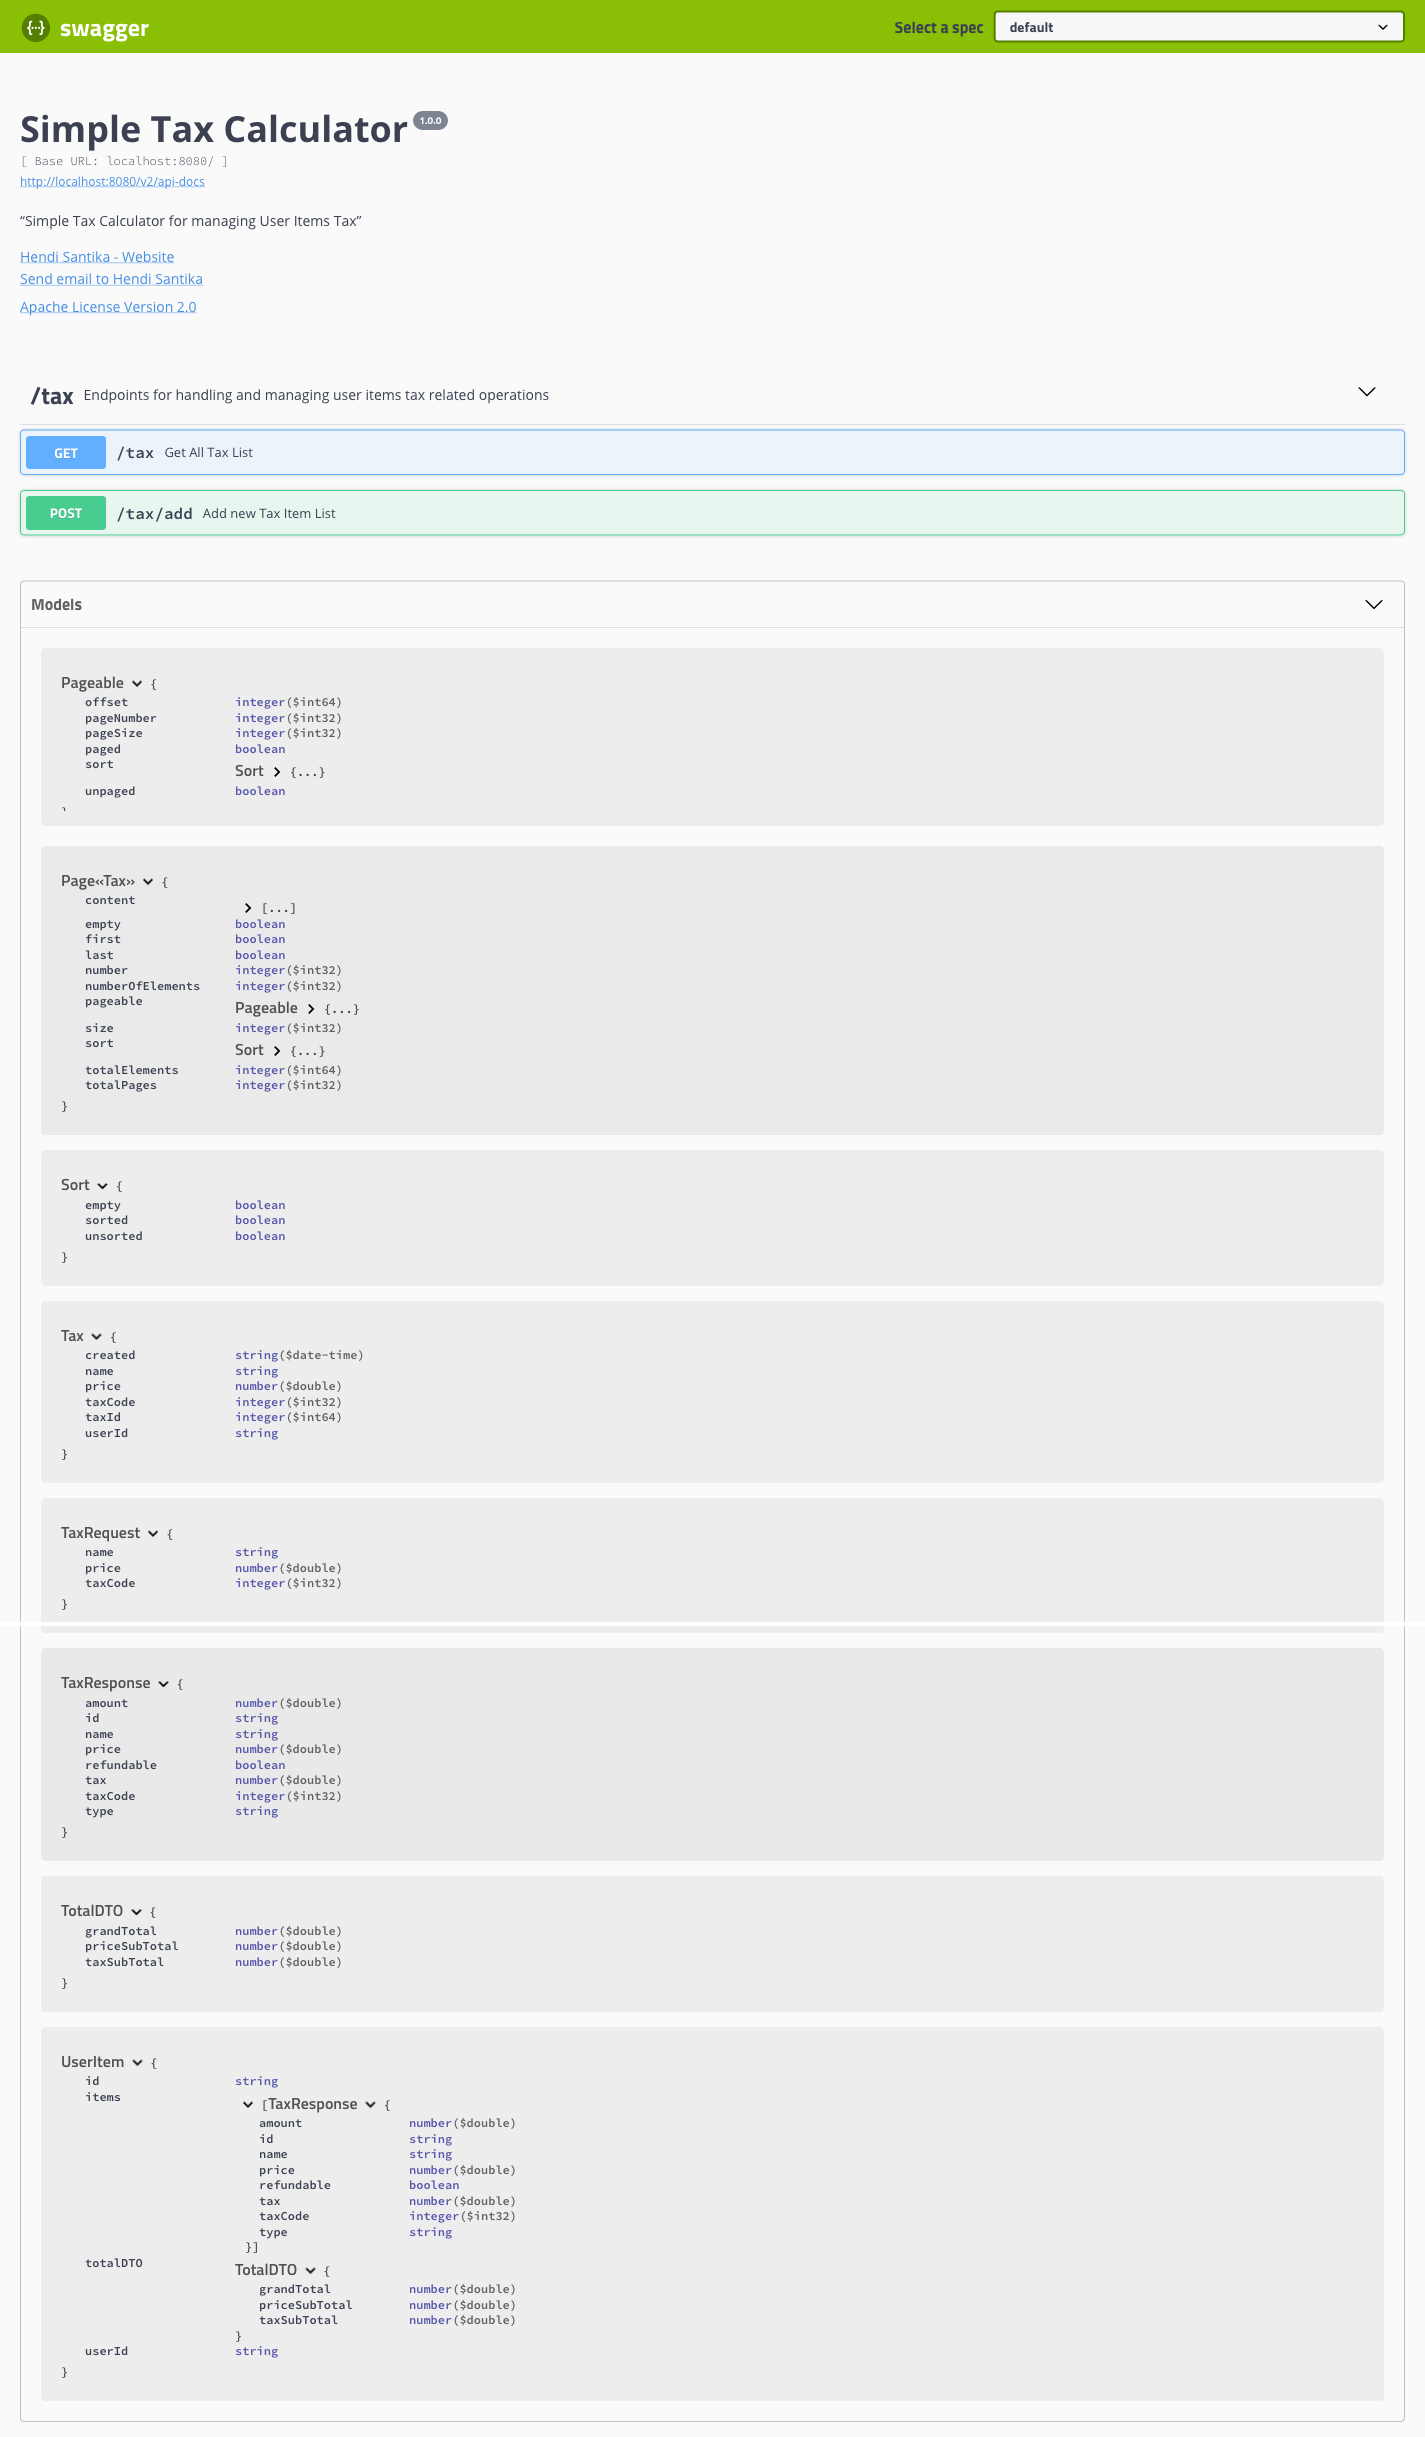 {···} swagger
Select a spec default
Simple Tax Calculator 1.0.0
[ Base URL: localhost:8080/ ]
http://localhost:8080/v2/api-docs
“Simple Tax Calculator for managing User Items Tax”
Hendi Santika - Website
Send email to Hendi Santika
Apache License Version 2.0
/tax Endpoints for handling and managing user items tax related operations
GET /tax Get All Tax List
POST /tax/add Add new Tax Item List
Models
Pageable {
offset integer($int64)
pageNumber integer($int32)
pageSize integer($int32)
paged boolean
sort Sort {...}
unpaged boolean
}
Page«Tax» {
content [...]
empty boolean
first boolean
last boolean
number integer($int32)
numberOfElements integer($int32)
pageable Pageable {...}
size integer($int32)
sort Sort {...}
totalElements integer($int64)
totalPages integer($int32)
}
Sort {
empty boolean
sorted boolean
unsorted boolean
}
Tax {
created string($date-time)
name string
price number($double)
taxCode integer($int32)
taxId integer($int64)
userId string
}
TaxRequest {
name string
price number($double)
taxCode integer($int32)
}
TaxResponse {
amount number($double)
id string
name string
price number($double)
refundable boolean
tax number($double)
taxCode integer($int32)
type string
}
TotalDTO {
grandTotal number($double)
priceSubTotal number($double)
taxSubTotal number($double)
}
UserItem {
id string
items [TaxResponse {
amount number($double)
id string
name string
price number($double)
refundable boolean
tax number($double)
taxCode integer($int32)
type string
}]
totalDTO TotalDTO {
grandTotal number($double)
priceSubTotal number($double)
taxSubTotal number($double)
}
userId string
}